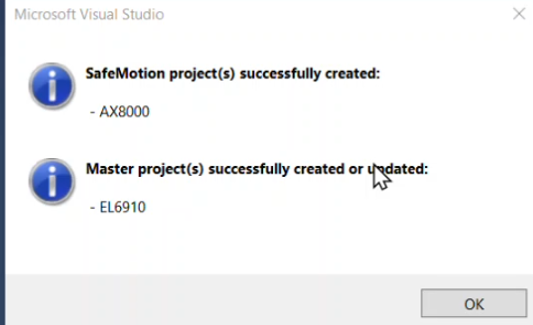 Microsoft Visual Studio
SafeMotion project(s) successfully created:
- AX8000
Master project(s) successfully created or updated:
- EL6910
OK